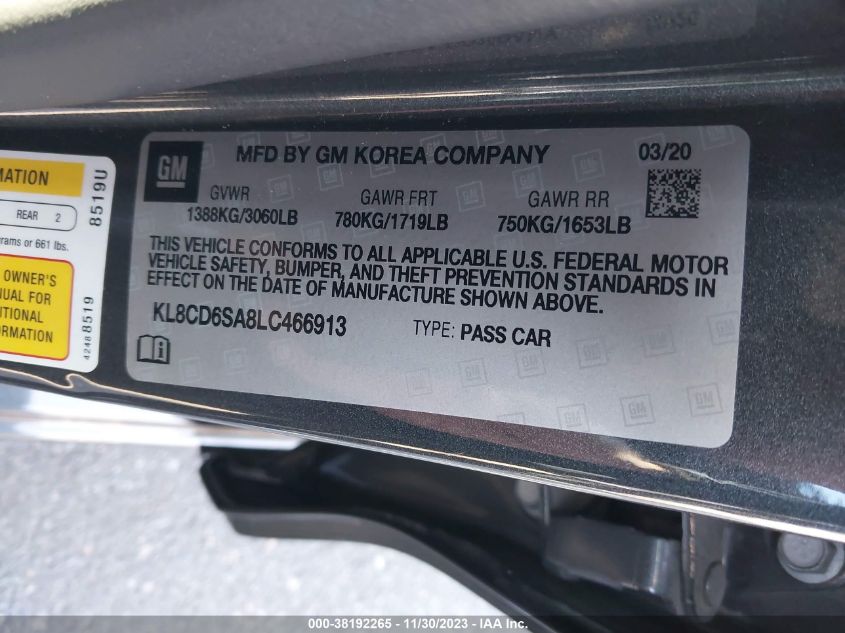 MFD BY GM KOREA COMPANY 03/20
GM
GVWR GAWR FRT GAWR RR
1388KG/3060LB 780KG/1719LB 750KG/1653LB
THIS VEHICLE CONFORMS TO ALL APPLICABLE U.S. FEDERAL MOTOR
VEHICLE SAFETY, BUMPER, AND THEFT PREVENTION STANDARDS IN
EFFECT ON THE DATE OF MANUFACTURE SHOWN ABOVE.
KL8CD6SA8LC466913 TYPE: PASS CAR
MATION
REAR 2
grams or 661 lbs.
OWNER'S
UAL FOR
TIONAL
ORMATION
8519U
4248 8519
000-38192265 - 11/30/2023 - IAA Inc.